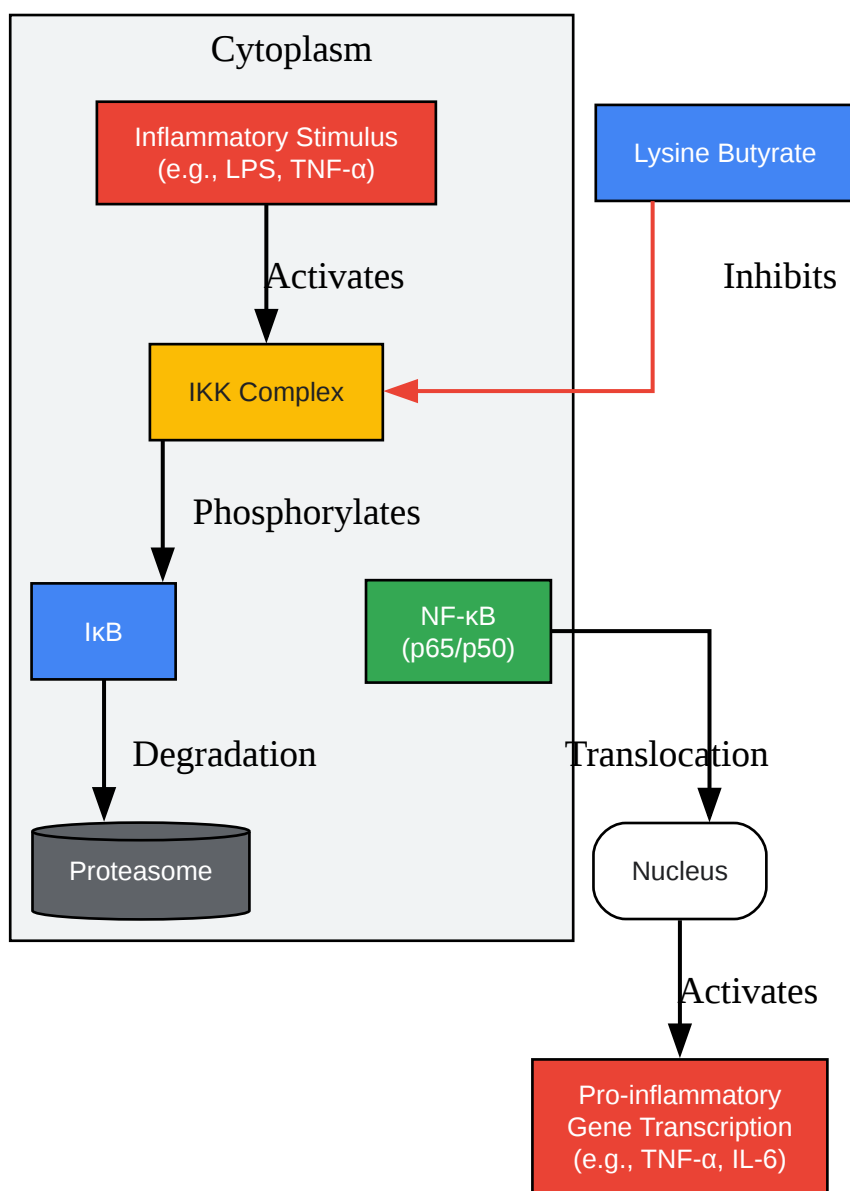 Cytoplasm
Inflammatory Stimulus
(e.g., LPS, TNF-α)
Lysine Butyrate
Activates
Inhibits
IKK Complex
Phosphorylates
IκB
NF-κB
(p65/p50)
Degradation
Translocation
Proteasome
Nucleus
Activates
Pro-inflammatory
Gene Transcription
(e.g., TNF-α, IL-6)